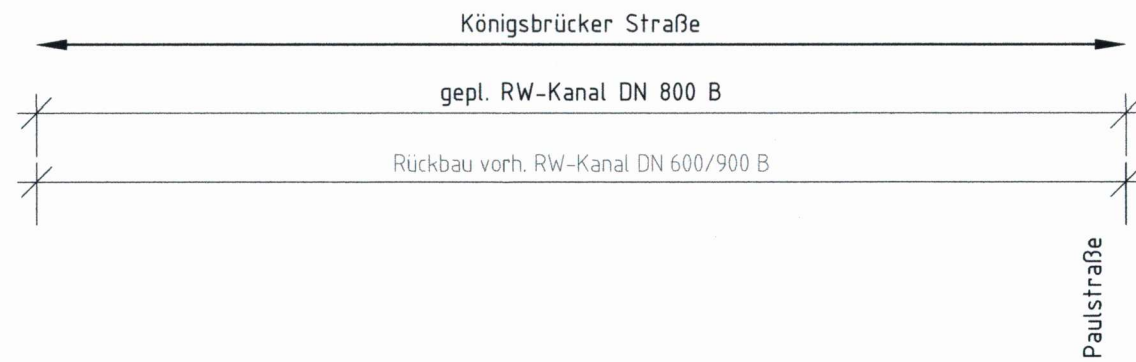 Königsbrücker Straße
gepl. RW-Kanal DN 800 B
Rückbau vorh. RW-Kanal DN 600/900 B
Paulstraße